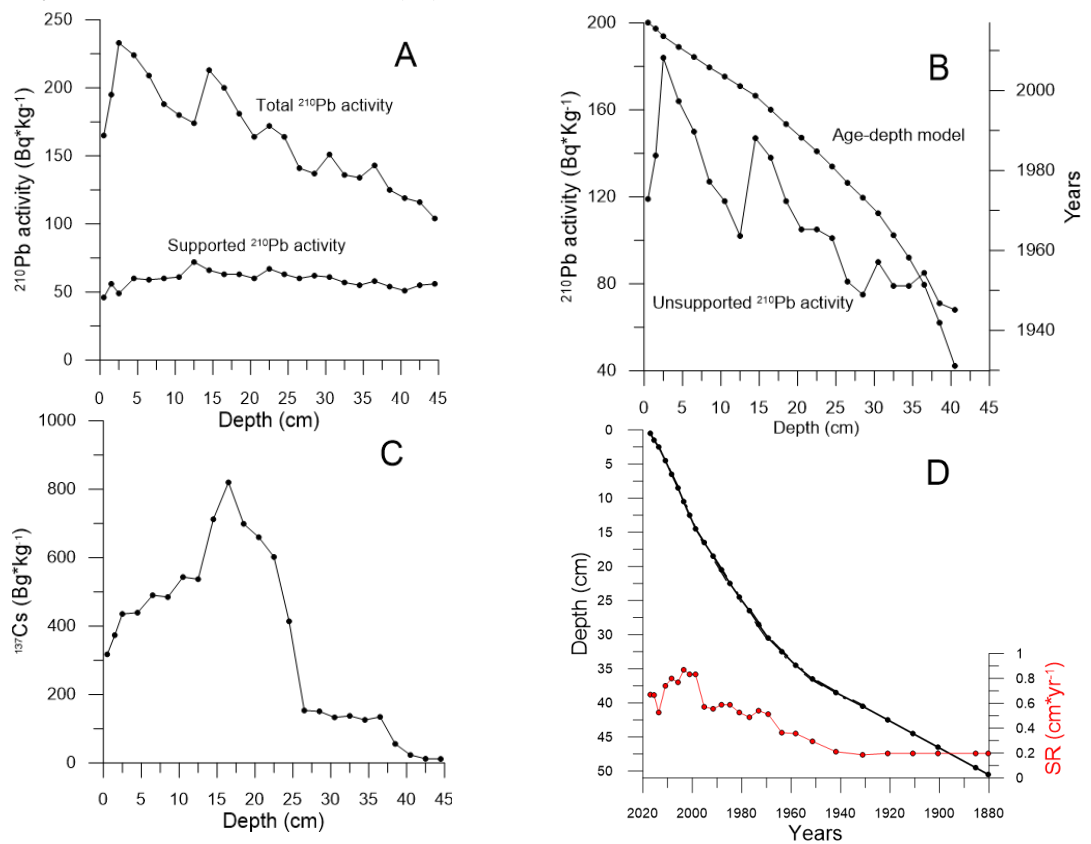 A
250
200
150
100
50
0
²¹⁰Pb activity (Bq*Kg⁻¹)
Total ²¹⁰Pb activity
Supported ²¹⁰Pb activity
0 5 10 15 20 25 30 35 40 45
Depth (cm)
B
200
160
120
80
40
²¹⁰Pb activity (Bq*Kg⁻¹)
Age-depth model
Unsupported ²¹⁰Pb activity
2000
1980
1960
1940
Years
0 5 10 15 20 25 30 35 40 45
Depth (cm)
C
1000
800
600
400
200
0
¹³⁷Cs (Bg*kg⁻¹)
0 5 10 15 20 25 30 35 40 45
Depth (cm)
D
0
5
10
15
20
25
30
35
40
45
50
Depth (cm)
1
0.8
0.6
0.4
0.2
0
SR (cm*yr⁻¹)
2020 2000 1980 1960 1940 1920 1900 1880
Years